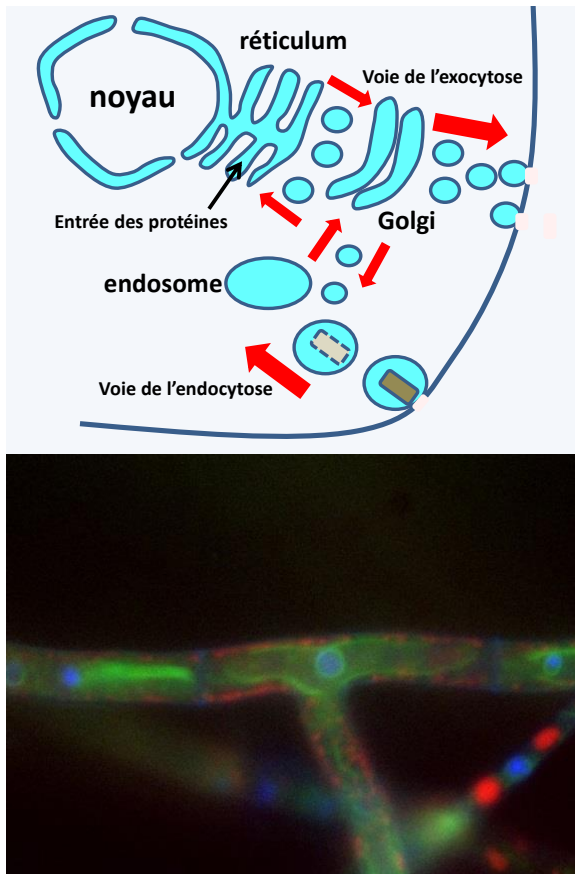 réticulum
noyau
Voie de l'exocytose
Entrée des protéines
Golgi
endosome
Voie de l'endocytose